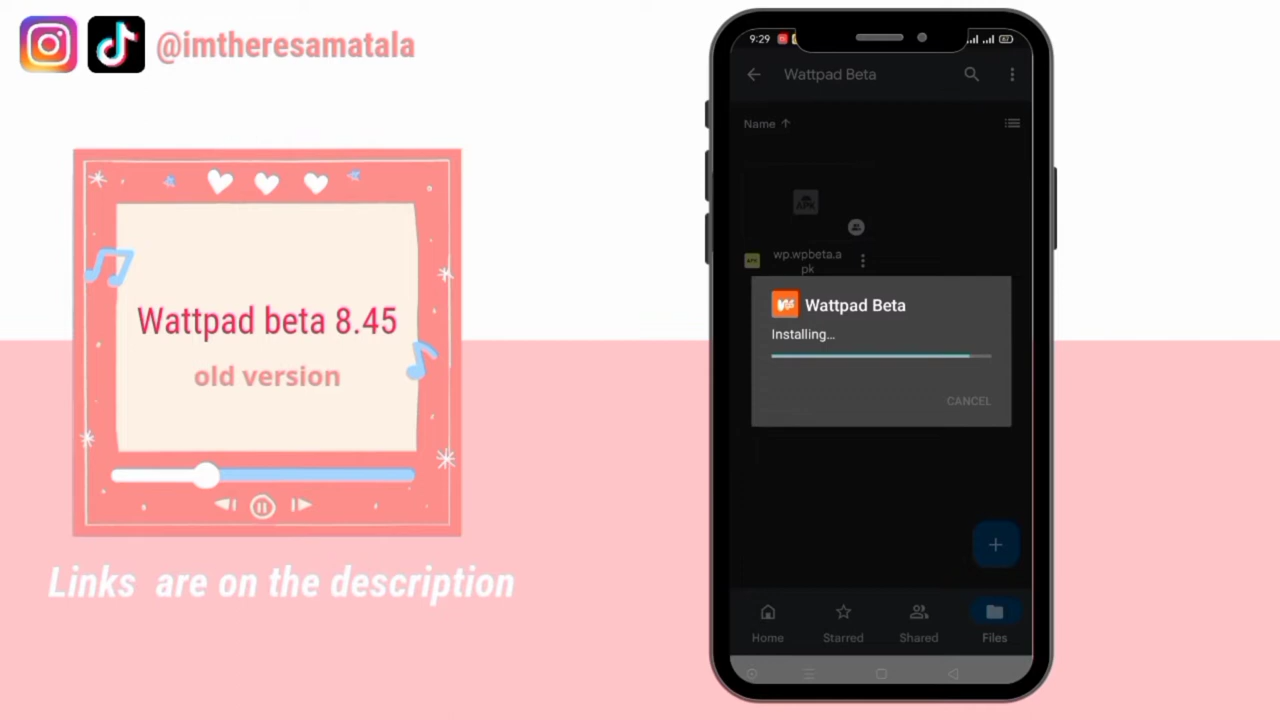 @imtheresamatala
Wattpad beta 8.45
old version
Links are on the description
9:29
Wattpad Beta
Name
APK
wp.wpbeta.a
pk
Wattpad Beta
Installing...
CANCEL
Home
Starred
Shared
Files